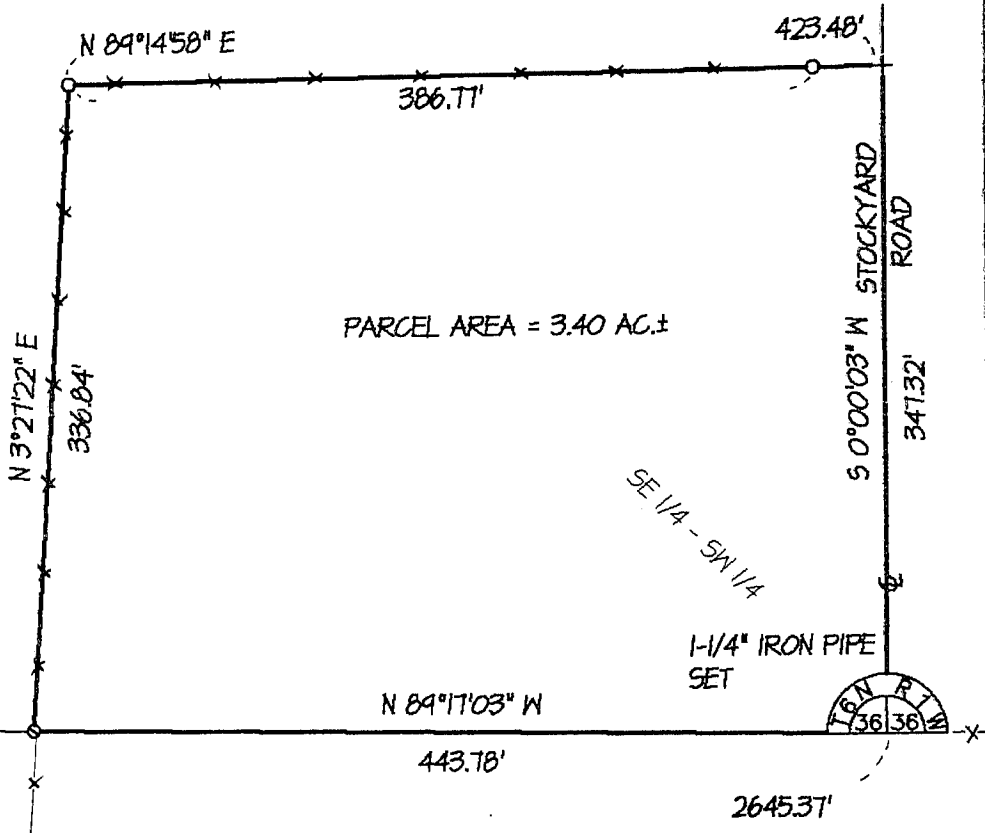 N 89°14'58" E
423.48'
386.77'
STOCKYARD
ROAD
PARCEL AREA = 3.40 AC.±
N 3°27'22" E
336.84'
S 0°00'03" W
347.32'
SE 1/4 - SW 1/4
1-1/4" IRON PIPE
SET
T6N R1W
36 36
N 89°17'03" W
443.78'
2645.37'